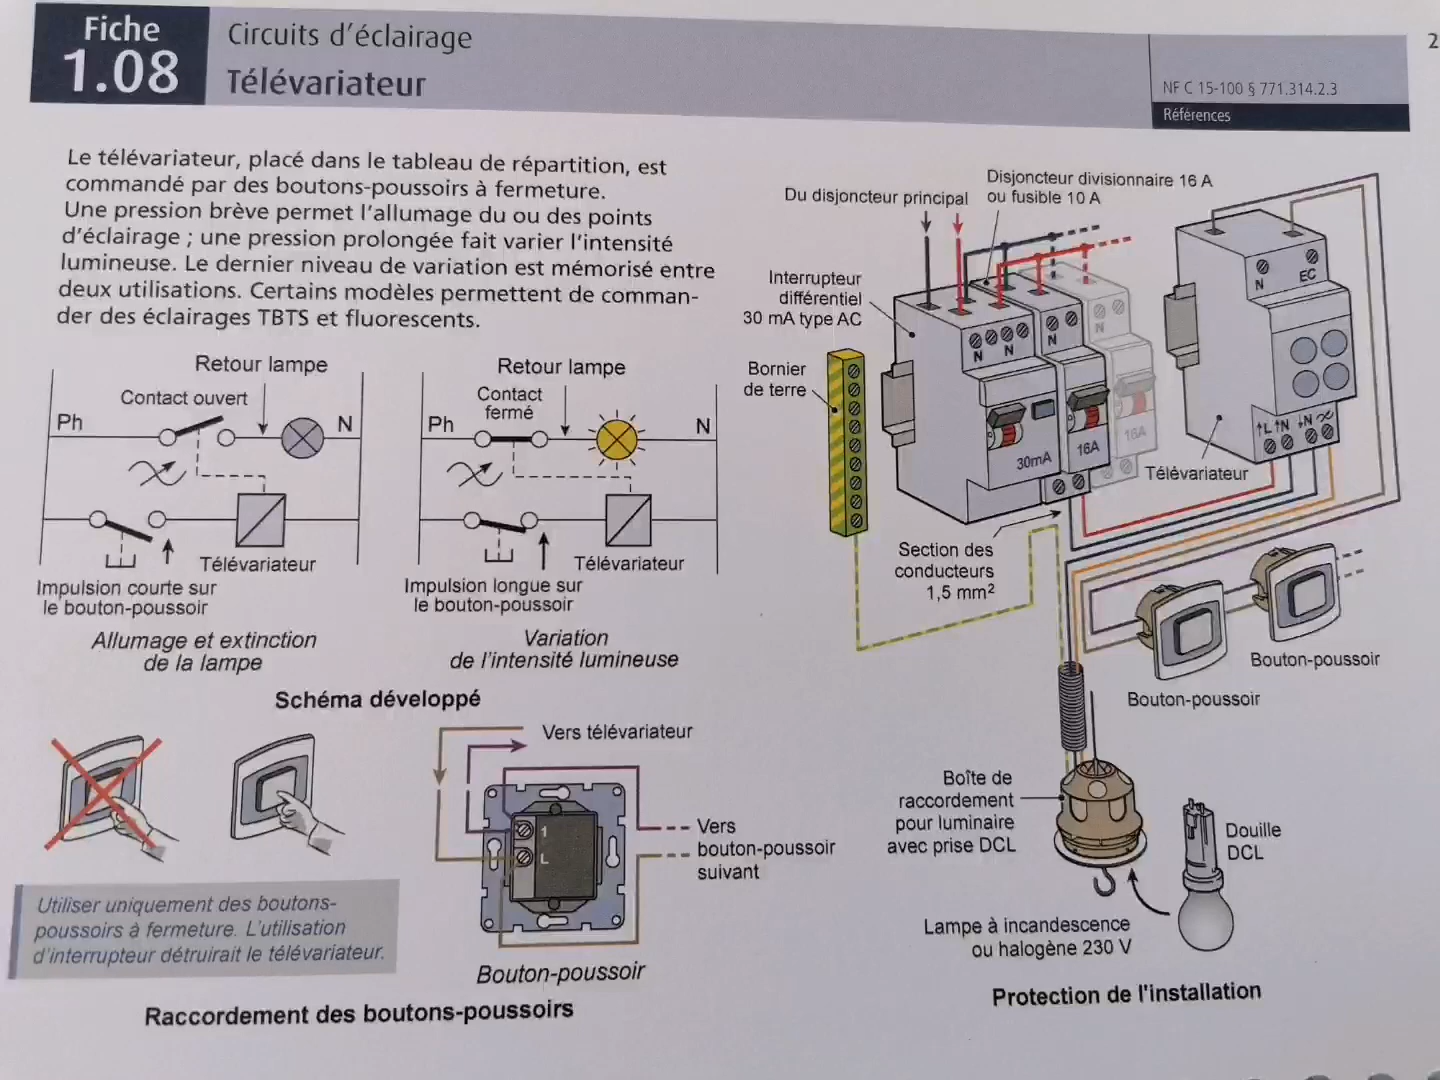 Fiche
1.08
Circuits d'éclairage
Télévariateur
2
NF C 15-100 § 771.314.2.3
Références
Le télévariateur, placé dans le tableau de répartition, est
commandé par des boutons-poussoirs à fermeture.
Une pression brève permet l'allumage du ou des points
d'éclairage ; une pression prolongée fait varier l'intensité
lumineuse. Le dernier niveau de variation est mémorisé entre
deux utilisations. Certains modèles permettent de comman-
der des éclairages TBTS et fluorescents.
Retour lampe
Contact ouvert
Ph
N
Télévariateur
Impulsion courte sur
le bouton-poussoir
Allumage et extinction
de la lampe
Retour lampe
Contact
fermé
Ph
N
Télévariateur
Impulsion longue sur
le bouton-poussoir
Variation
de l'intensité lumineuse
Schéma développé
Vers télévariateur
1
L
Vers
bouton-poussoir
suivant
Bouton-poussoir
Utiliser uniquement des boutons-
poussoirs à fermeture. L'utilisation
d'interrupteur détruirait le télévariateur.
Raccordement des boutons-poussoirs
Du disjoncteur principal
Disjoncteur divisionnaire 16 A
ou fusible 10 A
Interrupteur
différentiel
30 mA type AC
Bornier
de terre
N
N
N
N
30mA
16A
16A
N
EC
↑L ↑N ↓N
Télévariateur
Section des
conducteurs
1,5 mm²
Bouton-poussoir
Bouton-poussoir
Boîte de
raccordement
pour luminaire
avec prise DCL
Douille
DCL
Lampe à incandescence
ou halogène 230 V
Protection de l'installation